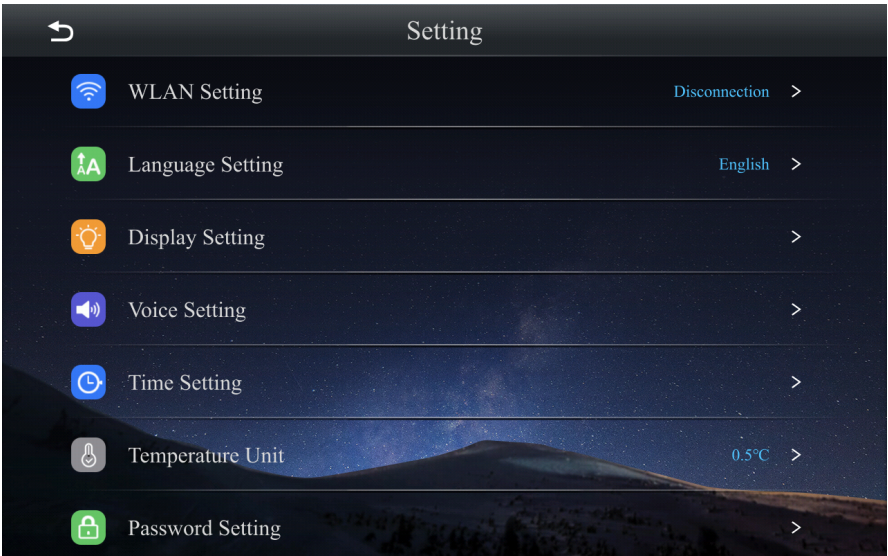 Setting
WLAN Setting Disconnection >
Language Setting English >
Display Setting >
Voice Setting >
Time Setting >
Temperature Unit 0.5℃ >
Password Setting >